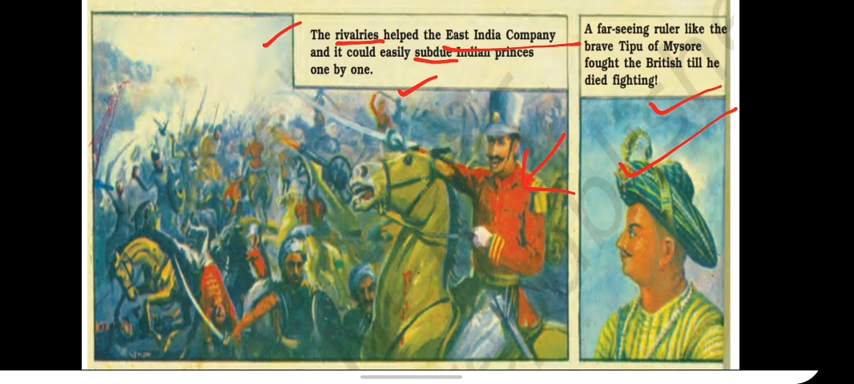 The rivalries helped the East India Company
and it could easily subdue Indian princes
one by one.
A far-seeing ruler like the
brave Tipu of Mysore
fought the British till he
died fighting!